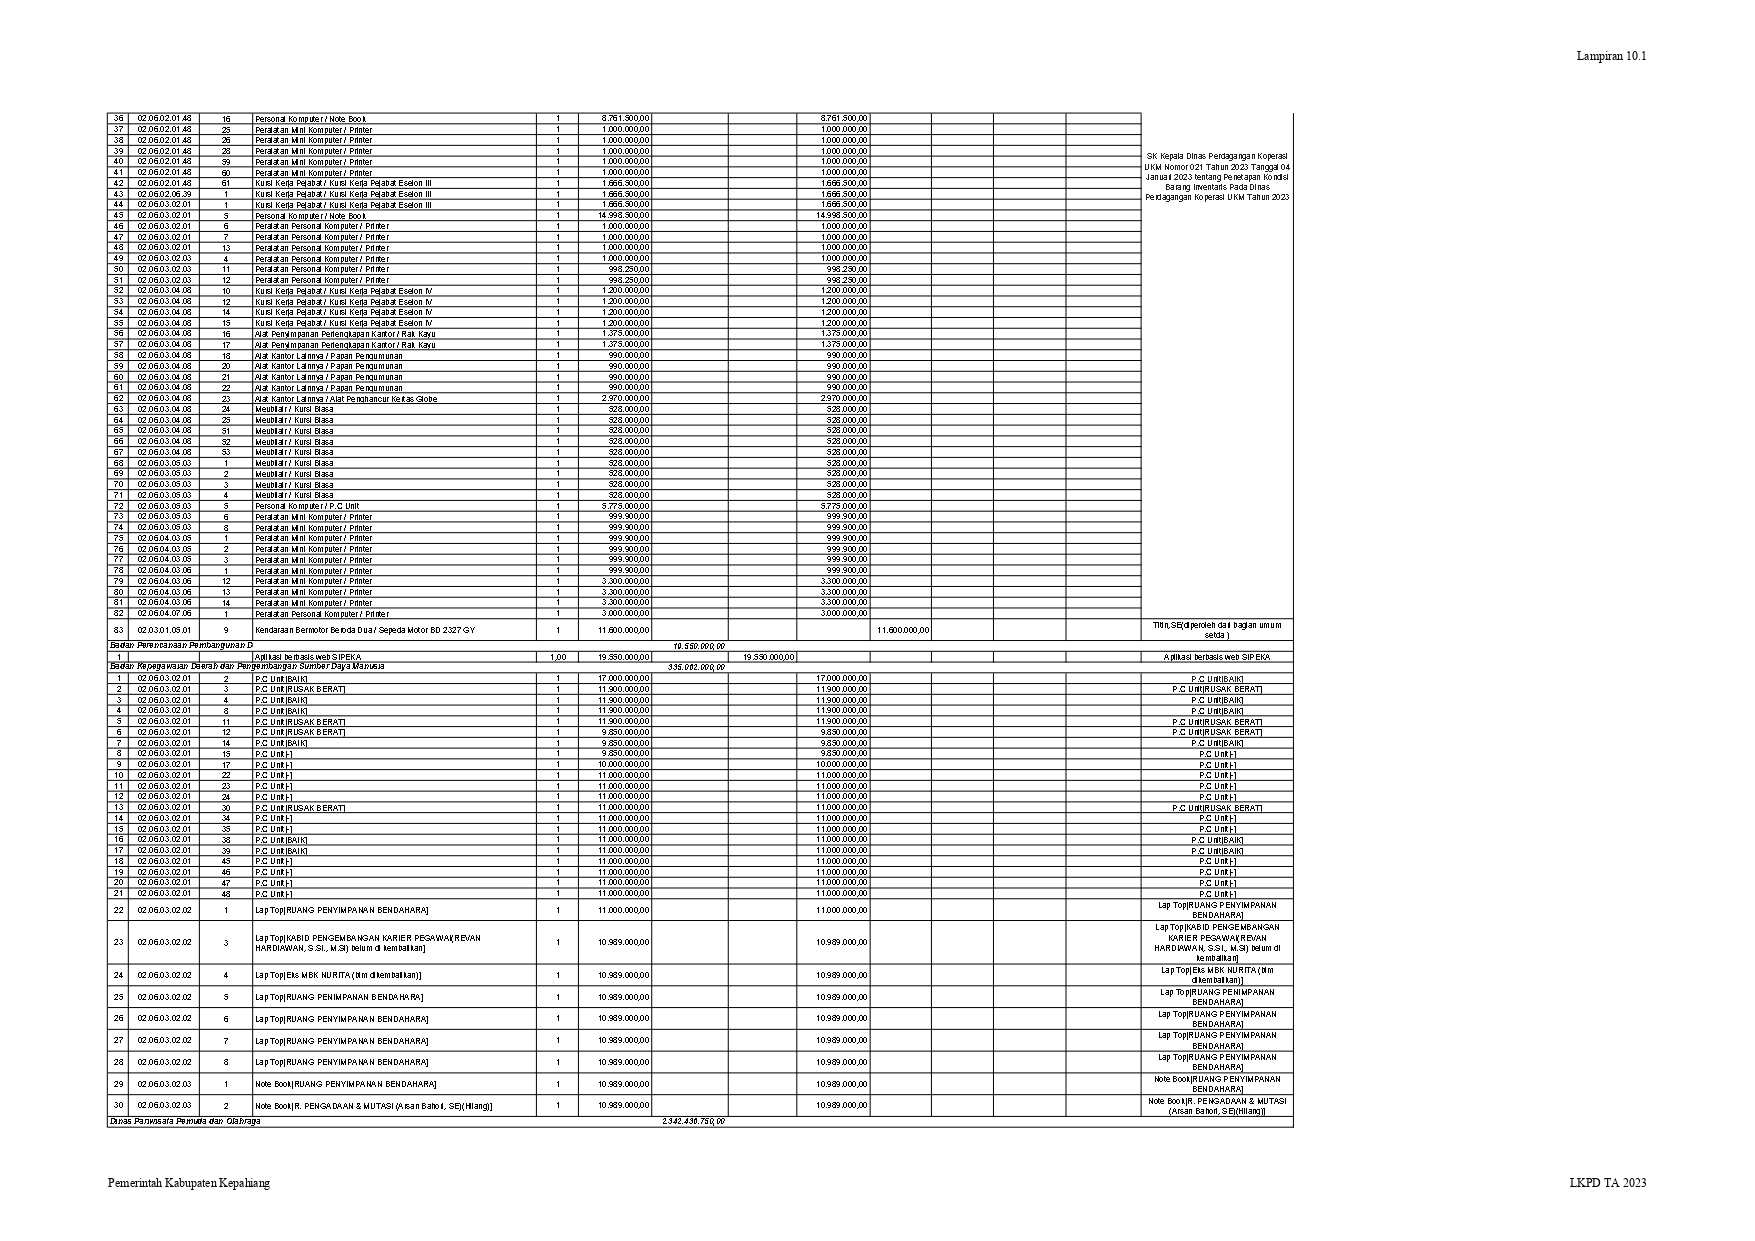 Lampiran 10.1
36 02.06.02.01.48 16 Personal Komputer / Note Book 1 8.761.500,00 8.761.500,00
37 02.06.02.01.48 25 Peralatan Mini Komputer / Printer 1 1.000.000,00 1.000.000,00
38 02.06.02.01.48 26 Peralatan Mini Komputer / Printer 1 1.000.000,00 1.000.000,00
39 02.06.02.01.48 28 Peralatan Mini Komputer / Printer 1 1.000.000,00 1.000.000,00
40 02.06.02.01.48 59 Peralatan Mini Komputer / Printer 1 1.000.000,00 1.000.000,00
41 02.06.02.01.48 60 Peralatan Mini Komputer / Printer 1 1.000.000,00 1.000.000,00
42 02.06.02.01.48 61 Kursi Kerja Pejabat / Kursi Kerja Pejabat Eselon III 1 1.666.500,00 1.666.500,00
43 02.06.02.06.39 1 Kursi Kerja Pejabat / Kursi Kerja Pejabat Eselon III 1 1.666.500,00 1.666.500,00
44 02.06.03.02.01 1 Kursi Kerja Pejabat / Kursi Kerja Pejabat Eselon III 1 1.666.500,00 1.666.500,00
45 02.06.03.02.01 5 Personal Komputer / Note Book 1 14.998.500,00 14.998.500,00
46 02.06.03.02.01 6 Peralatan Personal Komputer / Printer 1 1.000.000,00 1.000.000,00
47 02.06.03.02.01 7 Peralatan Personal Komputer / Printer 1 1.000.000,00 1.000.000,00
48 02.06.03.02.01 13 Peralatan Personal Komputer / Printer 1 1.000.000,00 1.000.000,00
49 02.06.03.02.03 4 Peralatan Personal Komputer / Printer 1 1.000.000,00 1.000.000,00
50 02.06.03.02.03 11 Peralatan Personal Komputer / Printer 1 998.250,00 998.250,00
51 02.06.03.02.03 12 Peralatan Personal Komputer / Printer 1 998.250,00 998.250,00
52 02.06.03.04.08 10 Kursi Kerja Pejabat / Kursi Kerja Pejabat Eselon IV 1 1.200.000,00 1.200.000,00
53 02.06.03.04.08 12 Kursi Kerja Pejabat / Kursi Kerja Pejabat Eselon IV 1 1.200.000,00 1.200.000,00
54 02.06.03.04.08 14 Kursi Kerja Pejabat / Kursi Kerja Pejabat Eselon IV 1 1.200.000,00 1.200.000,00
55 02.06.03.04.08 15 Kursi Kerja Pejabat / Kursi Kerja Pejabat Eselon IV 1 1.200.000,00 1.200.000,00
56 02.06.03.04.08 16 Alat Penyimpanan Perlengkapan Kantor / Rak Kayu 1 1.375.000,00 1.375.000,00
57 02.06.03.04.08 17 Alat Penyimpanan Perlengkapan Kantor / Rak Kayu 1 1.375.000,00 1.375.000,00
58 02.06.03.04.08 18 Alat Kantor Lainnya / Papan Pengumunan 1 990.000,00 990.000,00
59 02.06.03.04.08 20 Alat Kantor Lainnya / Papan Pengumunan 1 990.000,00 990.000,00
60 02.06.03.04.08 21 Alat Kantor Lainnya / Papan Pengumunan 1 990.000,00 990.000,00
61 02.06.03.04.08 22 Alat Kantor Lainnya / Papan Pengumunan 1 990.000,00 990.000,00
62 02.06.03.04.08 23 Alat Kantor Lainnya / Alat Penghancur Kertas Globe 1 2.970.000,00 2.970.000,00
63 02.06.03.04.08 24 Meubilair / Kursi Biasa 1 528.000,00 528.000,00
64 02.06.03.04.08 25 Meubilair / Kursi Biasa 1 528.000,00 528.000,00
65 02.06.03.04.08 51 Meubilair / Kursi Biasa 1 528.000,00 528.000,00
66 02.06.03.04.08 52 Meubilair / Kursi Biasa 1 528.000,00 528.000,00
67 02.06.03.04.08 53 Meubilair / Kursi Biasa 1 528.000,00 528.000,00
68 02.06.03.05.03 1 Meubilair / Kursi Biasa 1 528.000,00 528.000,00
69 02.06.03.05.03 2 Meubilair / Kursi Biasa 1 528.000,00 528.000,00
70 02.06.03.05.03 3 Meubilair / Kursi Biasa 1 528.000,00 528.000,00
71 02.06.03.05.03 4 Meubilair / Kursi Biasa 1 528.000,00 528.000,00
72 02.06.03.05.03 5 Personal Komputer / P.C Unit 1 5.775.000,00 5.775.000,00
73 02.06.03.05.03 6 Peralatan Mini Komputer / Printer 1 999.900,00 999.900,00
74 02.06.03.05.03 8 Peralatan Mini Komputer / Printer 1 999.900,00 999.900,00
75 02.06.04.03.05 1 Peralatan Mini Komputer / Printer 1 999.900,00 999.900,00
76 02.06.04.03.05 2 Peralatan Mini Komputer / Printer 1 999.900,00 999.900,00
77 02.06.04.03.05 3 Peralatan Mini Komputer / Printer 1 999.900,00 999.900,00
78 02.06.04.03.06 1 Peralatan Mini Komputer / Printer 1 999.900,00 999.900,00
79 02.06.04.03.06 12 Peralatan Mini Komputer / Printer 1 3.300.000,00 3.300.000,00
80 02.06.04.03.06 13 Peralatan Mini Komputer / Printer 1 3.300.000,00 3.300.000,00
81 02.06.04.03.06 14 Peralatan Mini Komputer / Printer 1 3.300.000,00 3.300.000,00
82 02.06.04.07.06 1 Peralatan Personal Komputer / Printer 1 3.000.000,00 3.000.000,00
SK Kepala Dinas Perdagangan Koperasi
UKM Nomor 021 Tahun 2023 Tanggal 04
Januari 2023 tentang Penetapan Kondisi
Barang Inventaris Pada Dinas
Perdagangan Koperasi UKM Tahun 2023
83 02.03.01.05.01 9 Kendaraan Bermotor Beroda Dua / Sepeda Motor BD 2327 GY 1 11.600.000,00 11.600.000,00 Titin,SE(diperoleh dari bagian umum
setda )
Badan Perencanaan Pembangunan D 19.550.000,00
1 Aplikasi berbasis web SIPEKA 1,00 19.550.000,00 19.550.000,00 Aplikasi berbasis web SIPEKA
Badan Kepegawaian Daerah dan Pengembangan Sumber Daya Manusia 335.062.000,00
1 02.06.03.02.01 2 P.C Unit[BAIK] 1 17.000.000,00 17.000.000,00 P.C Unit[BAIK]
2 02.06.03.02.01 3 P.C Unit[RUSAK BERAT] 1 11.900.000,00 11.900.000,00 P.C Unit[RUSAK BERAT]
3 02.06.03.02.01 4 P.C Unit[BAIK] 1 11.900.000,00 11.900.000,00 P.C Unit[BAIK]
4 02.06.03.02.01 8 P.C Unit[BAIK] 1 11.900.000,00 11.900.000,00 P.C Unit[BAIK]
5 02.06.03.02.01 11 P.C Unit[RUSAK BERAT] 1 11.900.000,00 11.900.000,00 P.C Unit[RUSAK BERAT]
6 02.06.03.02.01 12 P.C Unit[RUSAK BERAT] 1 9.850.000,00 9.850.000,00 P.C Unit[RUSAK BERAT]
7 02.06.03.02.01 14 P.C Unit[BAIK] 1 9.850.000,00 9.850.000,00 P.C Unit[BAIK]
8 02.06.03.02.01 15 P.C Unit[-] 1 9.850.000,00 9.850.000,00 P.C Unit[-]
9 02.06.03.02.01 17 P.C Unit[-] 1 10.000.000,00 10.000.000,00 P.C Unit[-]
10 02.06.03.02.01 22 P.C Unit[-] 1 11.000.000,00 11.000.000,00 P.C Unit[-]
11 02.06.03.02.01 23 P.C Unit[-] 1 11.000.000,00 11.000.000,00 P.C Unit[-]
12 02.06.03.02.01 24 P.C Unit[-] 1 11.000.000,00 11.000.000,00 P.C Unit[-]
13 02.06.03.02.01 30 P.C Unit[RUSAK BERAT] 1 11.000.000,00 11.000.000,00 P.C Unit[RUSAK BERAT]
14 02.06.03.02.01 34 P.C Unit[-] 1 11.000.000,00 11.000.000,00 P.C Unit[-]
15 02.06.03.02.01 35 P.C Unit[-] 1 11.000.000,00 11.000.000,00 P.C Unit[-]
16 02.06.03.02.01 38 P.C Unit[BAIK] 1 11.000.000,00 11.000.000,00 P.C Unit[BAIK]
17 02.06.03.02.01 39 P.C Unit[BAIK] 1 11.000.000,00 11.000.000,00 P.C Unit[BAIK]
18 02.06.03.02.01 45 P.C Unit[-] 1 11.000.000,00 11.000.000,00 P.C Unit[-]
19 02.06.03.02.01 46 P.C Unit[-] 1 11.000.000,00 11.000.000,00 P.C Unit[-]
20 02.06.03.02.01 47 P.C Unit[-] 1 11.000.000,00 11.000.000,00 P.C Unit[-]
21 02.06.03.02.01 48 P.C Unit[-] 1 11.000.000,00 11.000.000,00 P.C Unit[-]
22 02.06.03.02.02 1 Lap Top[RUANG PENYIMPANAN BENDAHARA] 1 11.000.000,00 11.000.000,00 Lap Top[RUANG PENYIMPANAN
BENDAHARA]
23 02.06.03.02.02 3 Lap Top[KABID PENGEMBANGAN KARIER PEGAWAI(REVAN
HARDIAWAN, S.SI., M.SI) belum di kembalikan] 1 10.989.000,00 10.989.000,00 Lap Top[KABID PENGEMBANGAN
KARIER PEGAWAI(REVAN
HARDIAWAN, S.SI., M.SI) belum di
kembalikan]
24 02.06.03.02.02 4 Lap Top[Eks MBK NURITA (blm dikembalikan)] 1 10.989.000,00 10.989.000,00 Lap Top[Eks MBK NURITA (blm
dikembalikan)]
25 02.06.03.02.02 5 Lap Top[RUANG PENIMPANAN BENDAHARA] 1 10.989.000,00 10.989.000,00 Lap Top[RUANG PENIMPANAN
BENDAHARA]
26 02.06.03.02.02 6 Lap Top[RUANG PENYIMPANAN BENDAHARA] 1 10.989.000,00 10.989.000,00 Lap Top[RUANG PENYIMPANAN
BENDAHARA]
27 02.06.03.02.02 7 Lap Top[RUANG PENYIMPANAN BENDAHARA] 1 10.989.000,00 10.989.000,00 Lap Top[RUANG PENYIMPANAN
BENDAHARA]
28 02.06.03.02.02 8 Lap Top[RUANG PENYIMPANAN BENDAHARA] 1 10.989.000,00 10.989.000,00 Lap Top[RUANG PENYIMPANAN
BENDAHARA]
29 02.06.03.02.03 1 Note Book[RUANG PENYIMPANAN BENDAHARA] 1 10.989.000,00 10.989.000,00 Note Book[RUANG PENYIMPANAN
BENDAHARA]
30 02.06.03.02.03 2 Note Book[R. PENGADAAN & MUTASI (Arsan Bahori, SE)(Hilang)] 1 10.989.000,00 10.989.000,00 Note Book[R. PENGADAAN & MUTASI
(Arsan Bahori, SE)(Hilang)]
Dinas Pariwisata Pemuda dan Olahraga 2.342.436.750,00
Pemerintah Kabupaten Kepahiang LKPD TA 2023